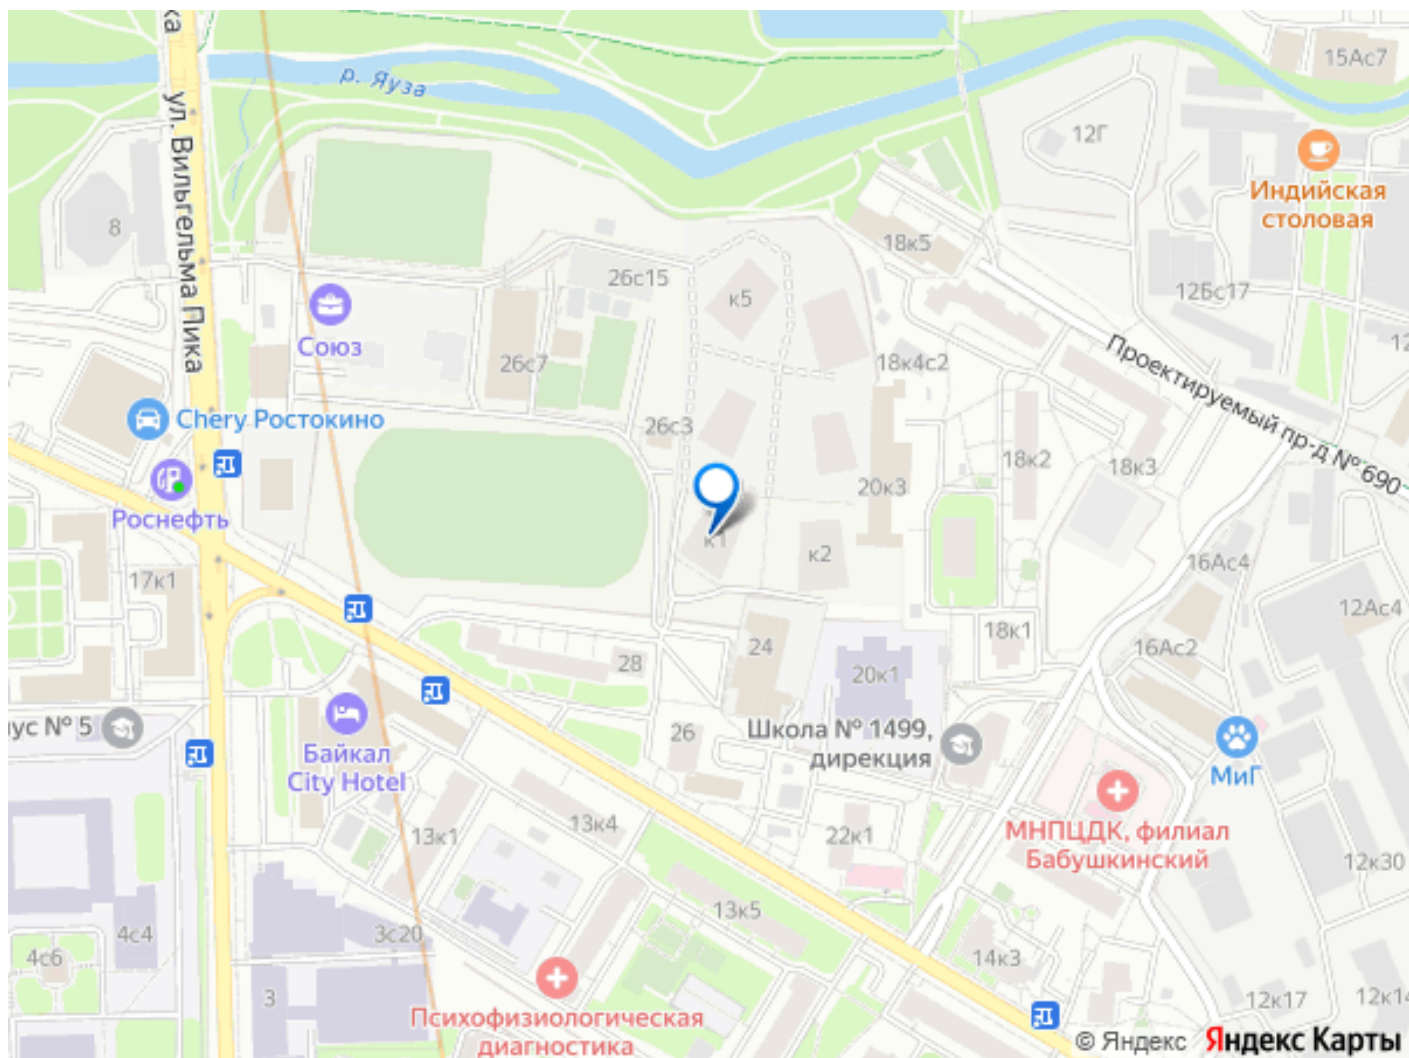 ка
р. Яуза
ул. Вильгельма Пика
15Ас7
12Г
Индийская
столовая
8
18к5
26с15
к5
12Бс17
Союз
26с7
18к4с2
12
Проектируемый пр-д № 690
Chery Ростокино
26с3
18к2
18к3
20к3
Роснефть
к1
к2
16Ас4
17к1
12Ас4
18к1
16Ас2
24
28
20к1
ус № 5
26
Школа № 1499,
дирекция
Байкал
City Hotel
МиГ
13к4
13к1
22к1
МНПЦДК, филиал
Бабушкинский
12к30
13к5
4с4
3с20
4с6
14к3
3
12к17
12к14
Психофизиологическая
диагностика
© Яндекс Яндекс Карты